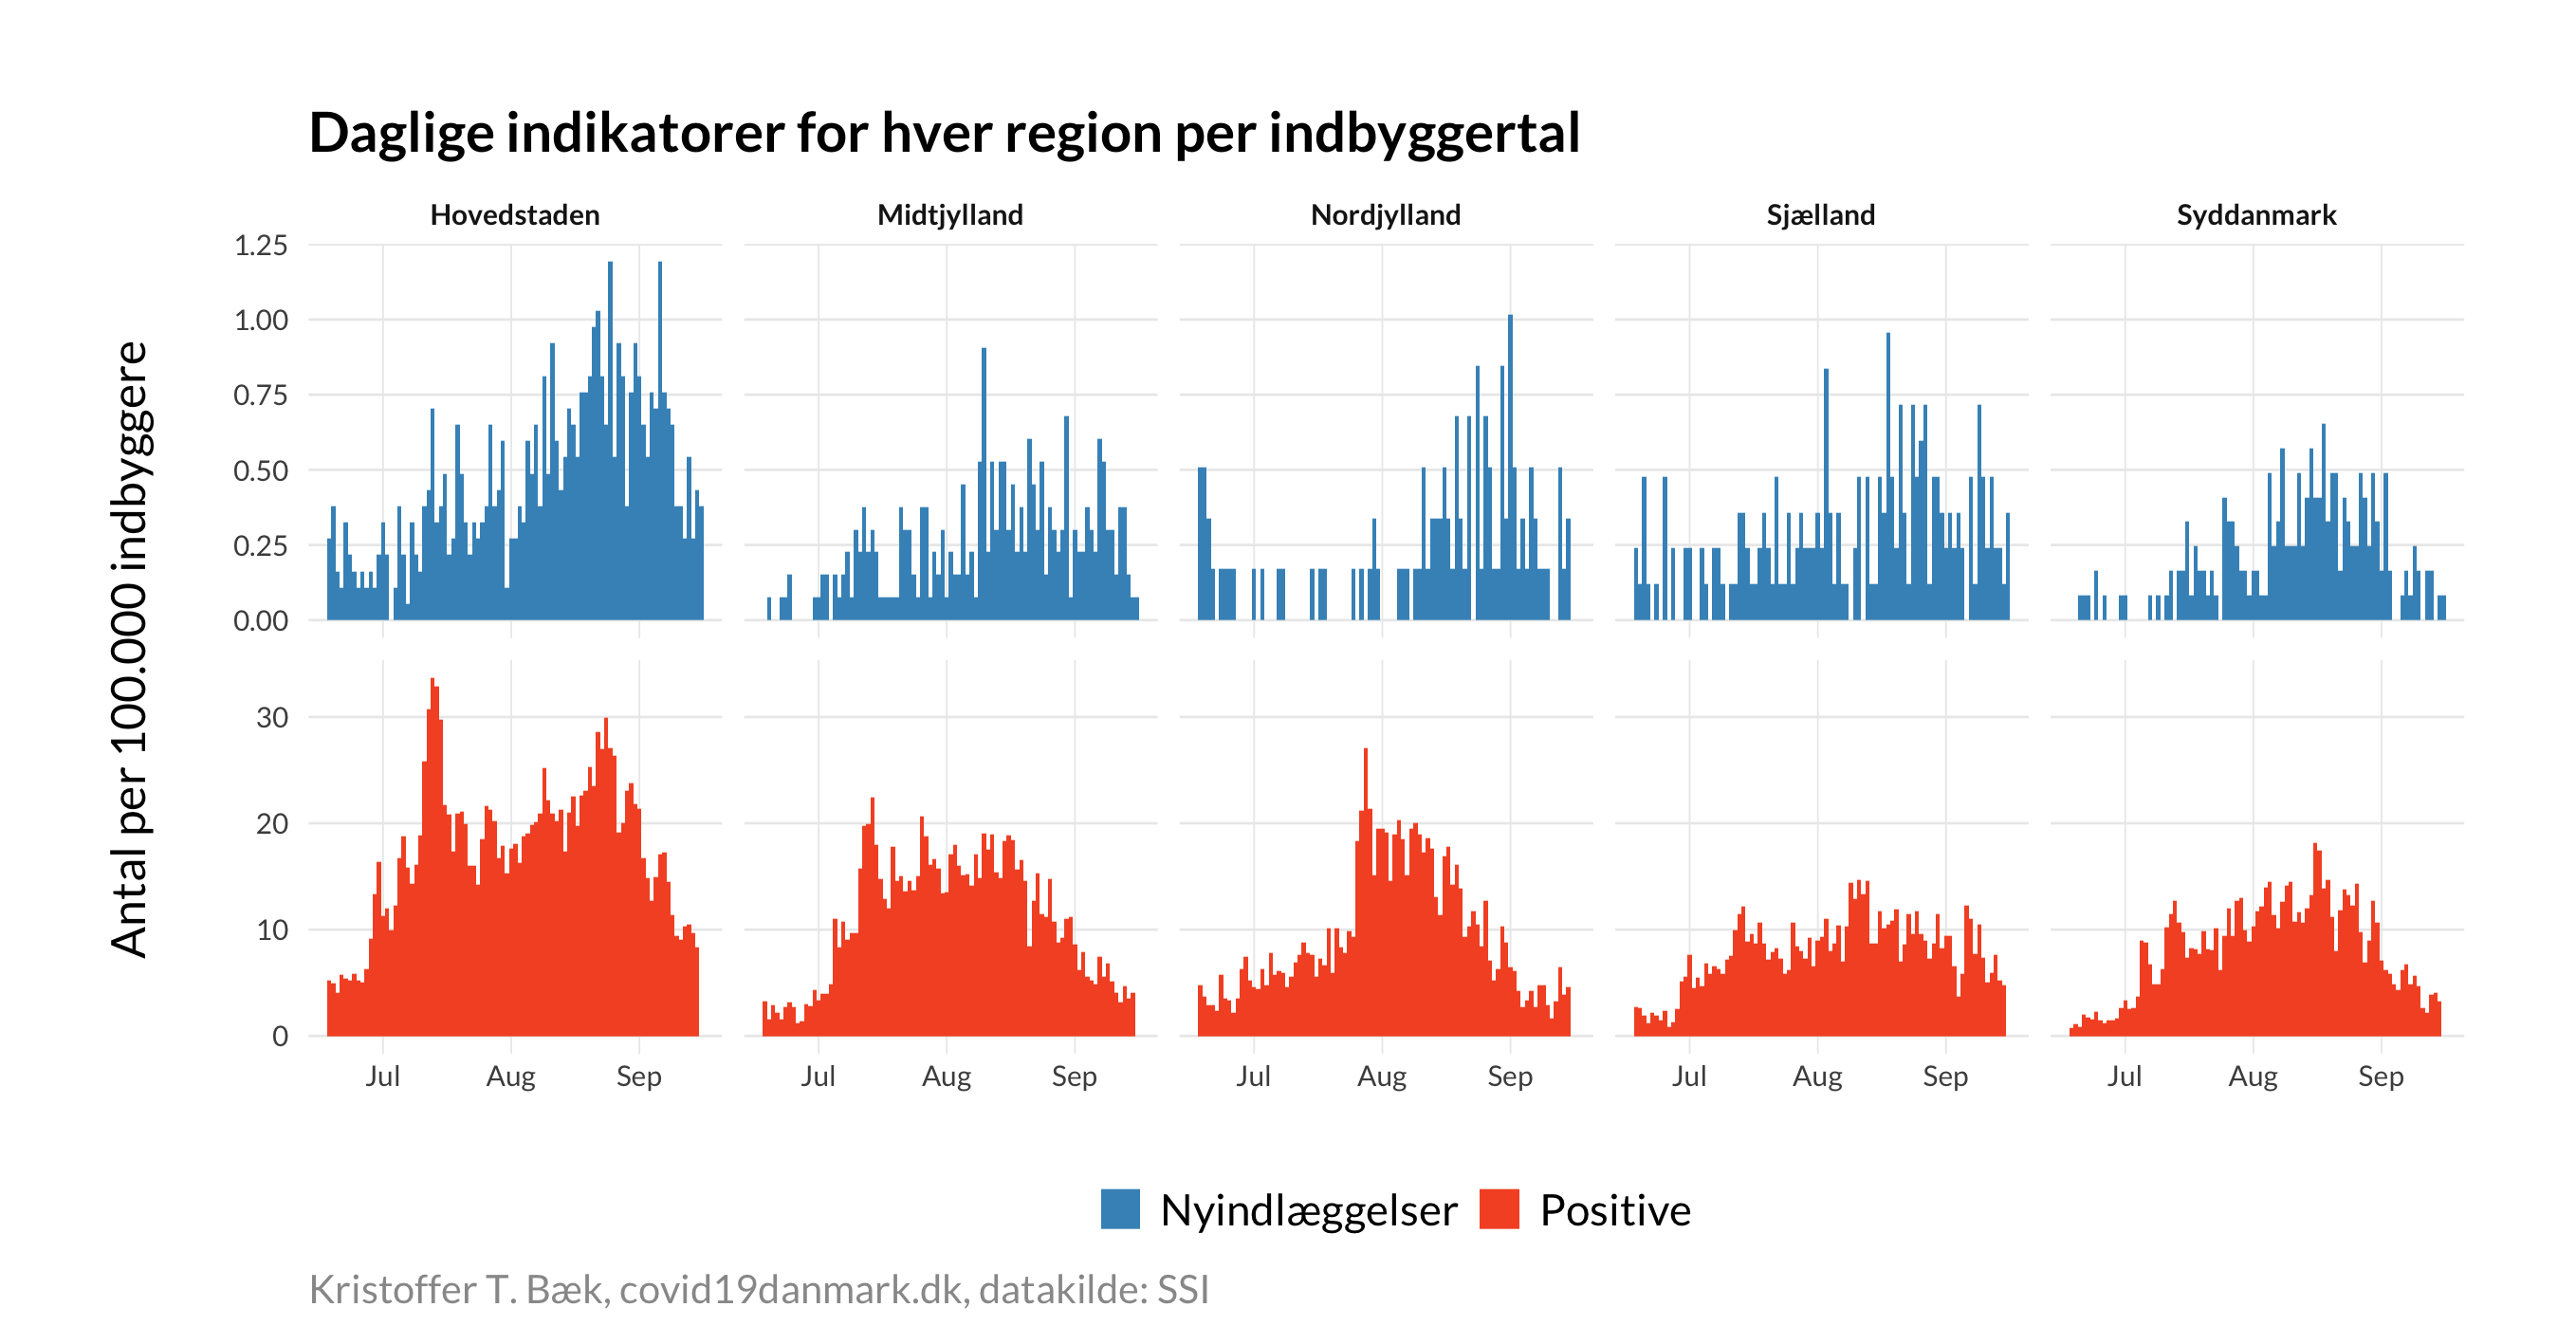 Daglige indikatorer for hver region per indbyggertal
Hovedstaden Midtjylland Nordjylland Sjælland Syddanmark
Antal per 100.000 indbyggere
1.25
1.00
0.75
0.50
0.25
0.00
30
20
10
0
Jul Aug Sep Jul Aug Sep Jul Aug Sep Jul Aug Sep Jul Aug Sep
Nyindlæggelser Positive
Kristoffer T. Bæk, covid19danmark.dk, datakilde: SSI